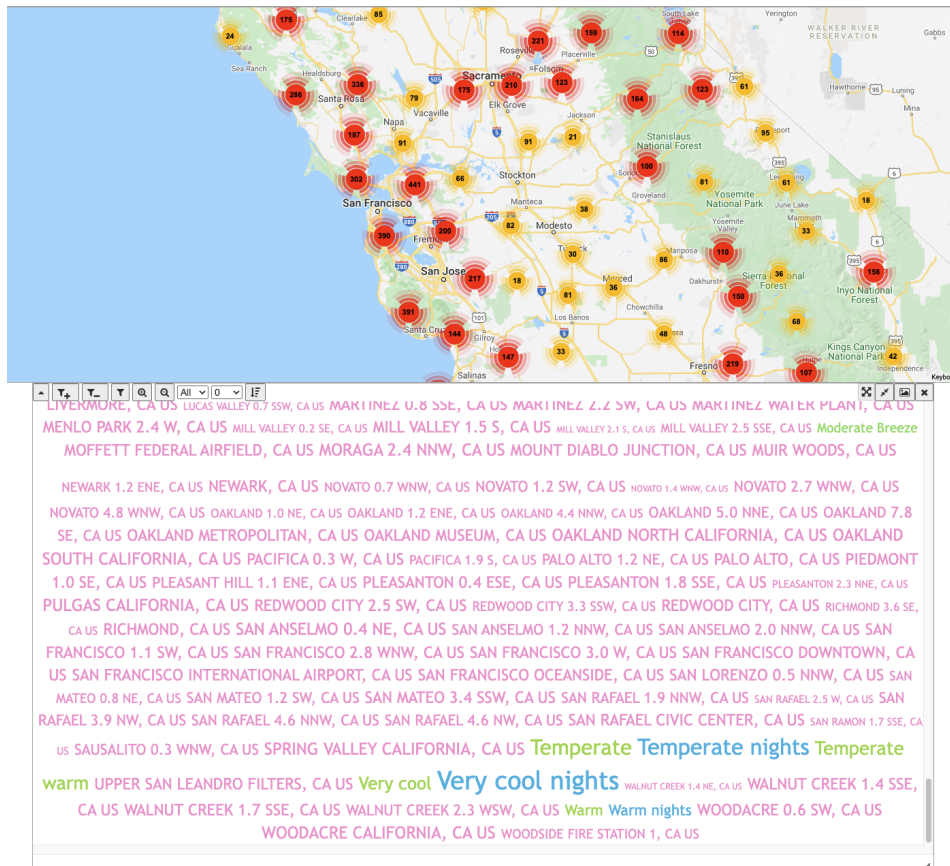 Clearlake
85
South Lake
Yerington
175
24
Gualala
221
159
Placerville
114
WALKER RIVER
RESERVATION
Gabbs
Sea Ranch
Roseville
Folsom
50
Healdsburg
336
505
Sacramento
175
210
123
164
123
395
61
Hawthorne
95
Luning
286
Santa Rosa
79
Elk Grove
Mina
Vacaville
Jackson
Napa
5
187
91
91
21
Stanislaus
National Forest
95
395
302
441
66
Stockton
100
81
61
6
San Francisco
Manteca
Groveland
Yosemite
National Park
June Lake
18
880
205
38
Mammoth
390
200
82
Modesto
Yosemite
Valley
33
6
280
30
86
Mariposa
110
395
San Jose
217
18
Merced
Oakhurst
36
158
5
81
36
150
Sierra National
Forest
Inyo National
Forest
391
101
Chowchilla
Los Banos
68
Santa Cruz
144
Gilroy
5
48
Kings Canyon
National Park
395
147
33
Fresno
219
42
Salinas
107
Independence
Keybo
All 0
LIVERMORE, CA US LUCAS VALLEY 0.7 SSW, CA US MARTINEZ 0.8 SSE, CA US MARTINEZ 2.2 SW, CA US MARTINEZ WATER PLANT, CA US
MENLO PARK 2.4 W, CA US MILL VALLEY 0.2 SE, CA US MILL VALLEY 1.5 S, CA US MILL VALLEY 2.1 S, CA US MILL VALLEY 2.5 SSE, CA US Moderate Breeze
MOFFETT FEDERAL AIRFIELD, CA US MORAGA 2.4 NNW, CA US MOUNT DIABLO JUNCTION, CA US MUIR WOODS, CA US
NEWARK 1.2 ENE, CA US NEWARK, CA US NOVATO 0.7 WNW, CA US NOVATO 1.2 SW, CA US NOVATO 1.4 WNW, CA US NOVATO 2.7 WNW, CA US
NOVATO 4.8 WNW, CA US OAKLAND 1.0 NE, CA US OAKLAND 1.2 ENE, CA US OAKLAND 4.4 NNW, CA US OAKLAND 5.0 NNE, CA US OAKLAND 7.8
SE, CA US OAKLAND METROPOLITAN, CA US OAKLAND MUSEUM, CA US OAKLAND NORTH CALIFORNIA, CA US OAKLAND
SOUTH CALIFORNIA, CA US PACIFICA 0.3 W, CA US PACIFICA 1.9 S, CA US PALO ALTO 1.2 NE, CA US PALO ALTO, CA US PIEDMONT
1.0 SE, CA US PLEASANT HILL 1.1 ENE, CA US PLEASANTON 0.4 ESE, CA US PLEASANTON 1.8 SSE, CA US PLEASANTON 2.3 NNE, CA US
PULGAS CALIFORNIA, CA US REDWOOD CITY 2.5 SW, CA US REDWOOD CITY 3.3 SSW, CA US REDWOOD CITY, CA US RICHMOND 3.6 SE,
CA US RICHMOND, CA US SAN ANSELMO 0.4 NE, CA US SAN ANSELMO 1.2 NNW, CA US SAN ANSELMO 2.0 NNW, CA US SAN
FRANCISCO 1.1 SW, CA US SAN FRANCISCO 2.8 WNW, CA US SAN FRANCISCO 3.0 W, CA US SAN FRANCISCO DOWNTOWN, CA
US SAN FRANCISCO INTERNATIONAL AIRPORT, CA US SAN FRANCISCO OCEANSIDE, CA US SAN LORENZO 0.5 NNW, CA US SAN
MATEO 0.8 NE, CA US SAN MATEO 1.2 SW, CA US SAN MATEO 3.4 SSW, CA US SAN RAFAEL 1.9 NNW, CA US SAN RAFAEL 2.5 W, CA US SAN
RAFAEL 3.9 NW, CA US SAN RAFAEL 4.6 NNW, CA US SAN RAFAEL 4.6 NW, CA US SAN RAFAEL CIVIC CENTER, CA US SAN RAMON 1.7 SSE, CA
US SAUSALITO 0.3 WNW, CA US SPRING VALLEY CALIFORNIA, CA US Temperate Temperate nights Temperate
warm UPPER SAN LEANDRO FILTERS, CA US Very cool Very cool nights WALNUT CREEK 1.4 NE, CA US WALNUT CREEK 1.4 SSE,
CA US WALNUT CREEK 1.7 SSE, CA US WALNUT CREEK 2.3 WSW, CA US Warm Warm nights WOODACRE 0.6 SW, CA US
WOODACRE CALIFORNIA, CA US WOODSIDE FIRE STATION 1, CA US